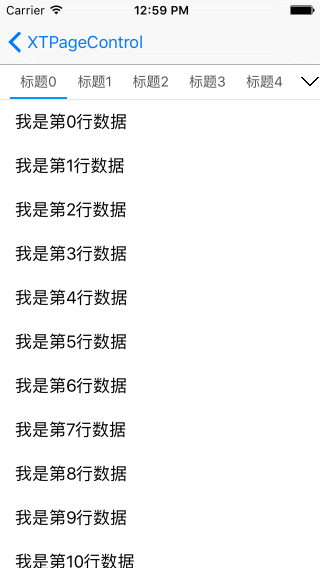 Carrier 12:59 PM
XTPageControl
标题0 标题1 标题2 标题3 标题4
我是第0行数据
我是第1行数据
我是第2行数据
我是第3行数据
我是第4行数据
我是第5行数据
我是第6行数据
我是第7行数据
我是第8行数据
我是第9行数据
我是第10行数据